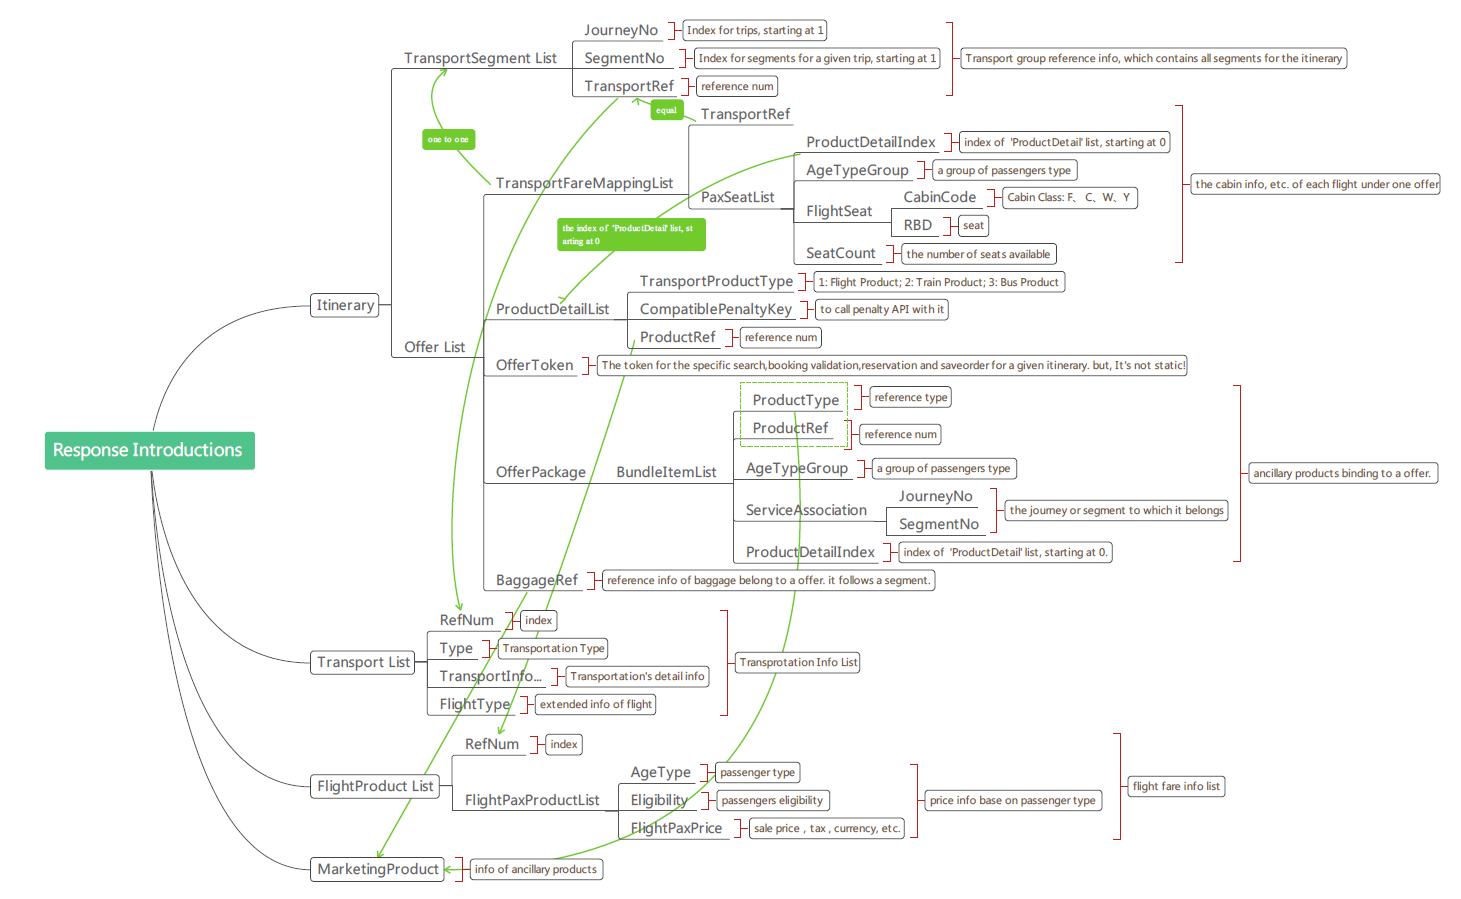 JourneyNo
Index for trips, starting at 1
TransportSegment List
SegmentNo
Index for segments for a given trip, starting at 1
Transport group reference info, which contains all segments for the itinerary
TransportRef
reference num
equal
TransportRef
one to one
ProductDetailIndex
index of 'ProductDetail' list, starting at 0
AgeTypeGroup
a group of passengers type
TransportFareMappingList
the cabin info, etc. of each flight under one offer
PaxSeatList
CabinCode
Cabin Class: F、 C、W、Y
FlightSeat
RBD
seat
the index of 'ProductDetail' list, st
arting at 0
SeatCount
the number of seats available
TransportProductType
1: Flight Product; 2: Train Product; 3: Bus Product
Itinerary
ProductDetailList
CompatiblePenaltyKey
to call penalty API with it
ProductRef
reference num
Offer List
OfferToken
The token for the specific search,booking validation,reservation and saveorder for a given itinerary. but, It's not static!
ProductType
reference type
ProductRef
reference num
Response Introductions
OfferPackage
BundleItemList
AgeTypeGroup
a group of passengers type
ancillary products binding to a offer.
JourneyNo
ServiceAssociation
the journey or segment to which it belongs
SegmentNo
ProductDetailIndex
index of 'ProductDetail' list, starting at 0.
BaggageRef
reference info of baggage belong to a offer. it follows a segment.
RefNum
index
Type
Transportation Type
Transport List
Transprotation Info List
TransportInfo...
Transportation's detail info
FlightType
extended info of flight
RefNum
index
AgeType
passenger type
FlightProduct List
flight fare info list
FlightPaxProductList
Eligibility
passengers eligibility
price info base on passenger type
FlightPaxPrice
sale price , tax , currency, etc.
MarketingProduct
info of ancillary products